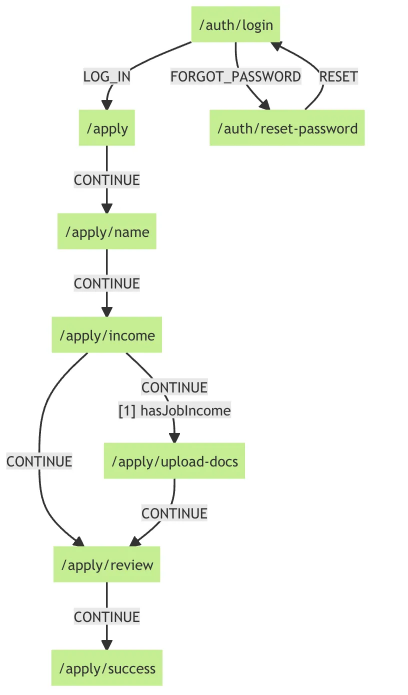 /auth/login
LOG_IN
FORGOT_PASSWORD
RESET
/apply
/auth/reset-password
CONTINUE
/apply/name
CONTINUE
/apply/income
CONTINUE
[1] hasJobIncome
CONTINUE
/apply/upload-docs
CONTINUE
/apply/review
CONTINUE
/apply/success